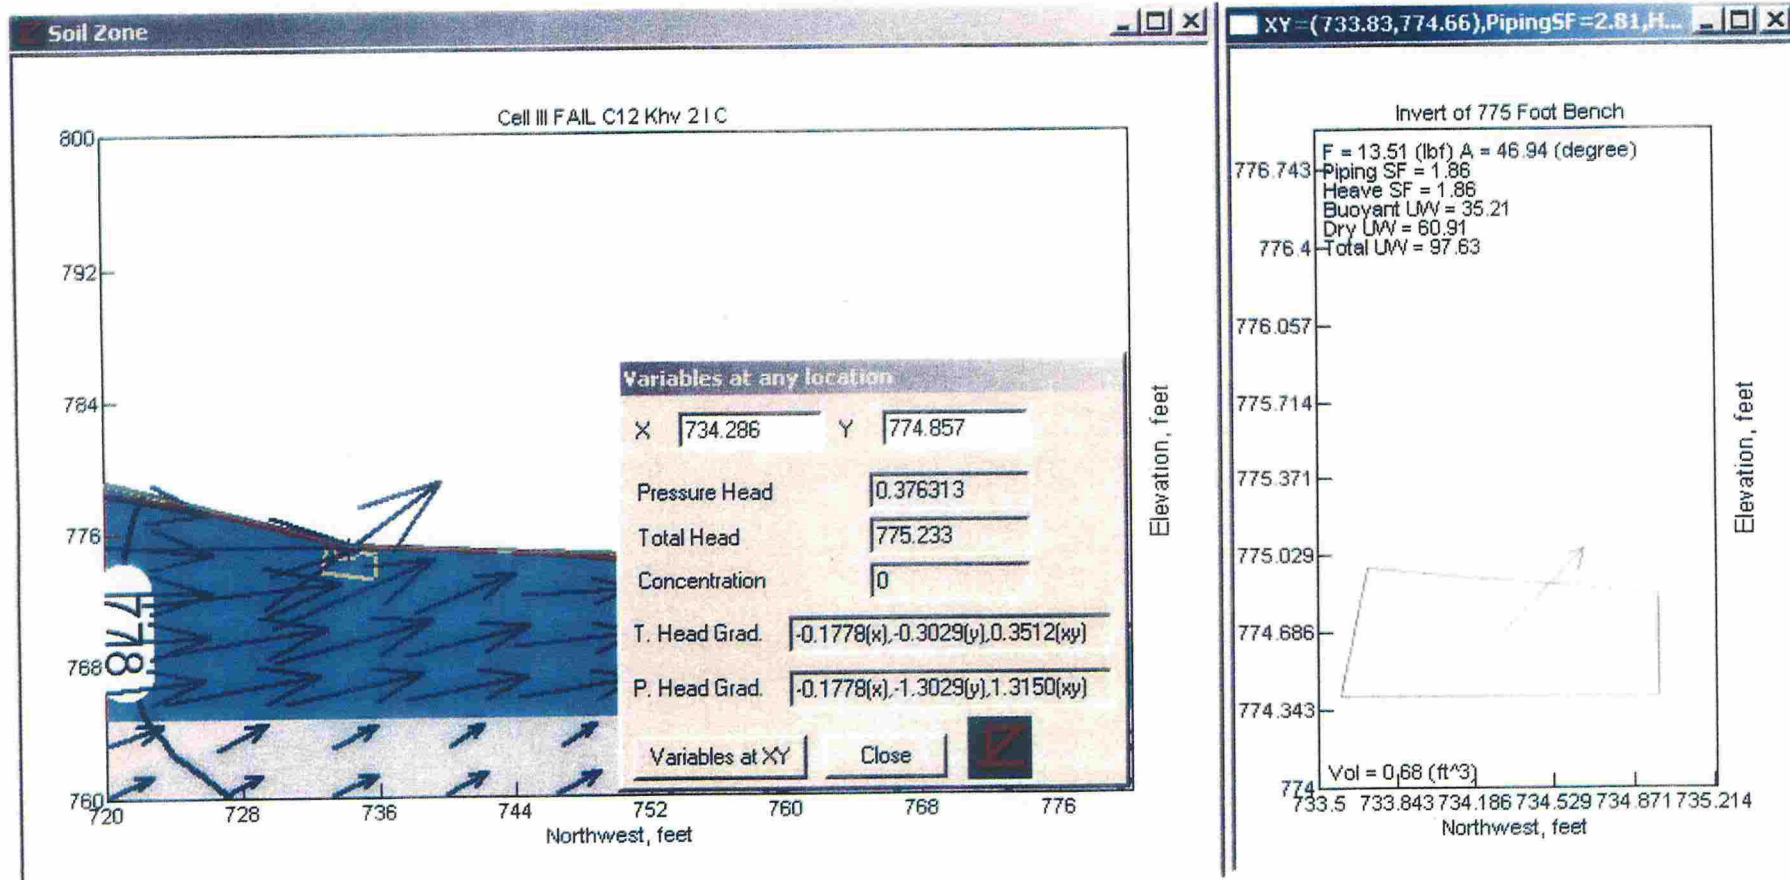 Soil Zone
Cell III FAIL C12 Khv 2 1 C
800
792
784
776
768
760
720
728
736
744
752
760
768
776
Northwest, feet
Elevation, feet
1778
Variables at any location
X 734.286 Y 774.857
Pressure Head 0.376313
Total Head 775.233
Concentration 0
T. Head Grad. -0.1778(x),-0.3029(y),0.3512(xy)
P. Head Grad. -0.1778(x),-1.3029(y),1.3150(xy)
Variables at XY Close
XY=(733.83,774.66),PipingSF=2.81,H...
Invert of 775 Foot Bench
F = 13.51 (lbf) A = 46.94 (degree)
Piping SF = 1.86
Heave SF = 1.86
Buoyant UW = 35.21
Dry UW = 60.91
Total UW = 97.63
776.743
776.4
776.057
775.714
775.371
775.029
774.686
774.343
774
Vol = 0.68 (ft^3)
733.5 733.843 734.186 734.529 734.871 735.214
Northwest, feet
Elevation, feet